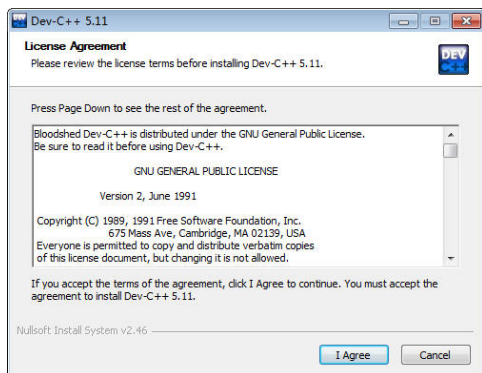 Dev-C++ 5.11
License Agreement
Please review the license terms before installing Dev-C++ 5.11.
DEV
C++
Press Page Down to see the rest of the agreement.
Bloodshed Dev-C++ is distributed under the GNU General Public License.
Be sure to read it before using Dev-C++.
GNU GENERAL PUBLIC LICENSE
Version 2, June 1991
Copyright (C) 1989, 1991 Free Software Foundation, Inc.
675 Mass Ave, Cambridge, MA 02139, USA
Everyone is permitted to copy and distribute verbatim copies
of this license document, but changing it is not allowed.
If you accept the terms of the agreement, click I Agree to continue. You must accept the
agreement to install Dev-C++ 5.11.
Nullsoft Install System v2.46
I Agree
Cancel